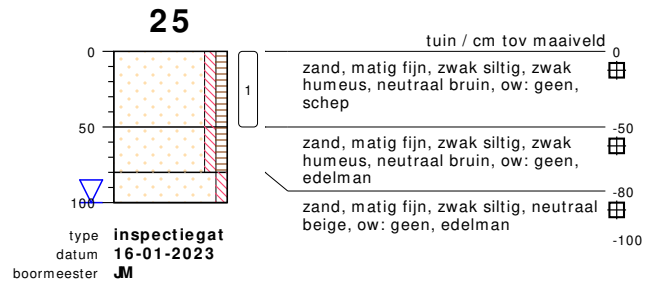 25
tuin / cm tov maaiveld
0
0
zand, matig fijn, zwak siltig, zwak
humeus, neutraal bruin, ow: geen,
schep
1
50
-50
zand, matig fijn, zwak siltig, zwak
humeus, neutraal bruin, ow: geen,
edelman
-80
zand, matig fijn, zwak siltig, neutraal
beige, ow: geen, edelman
100
-100
type inspectiegat
datum 16-01-2023
boormeester JM